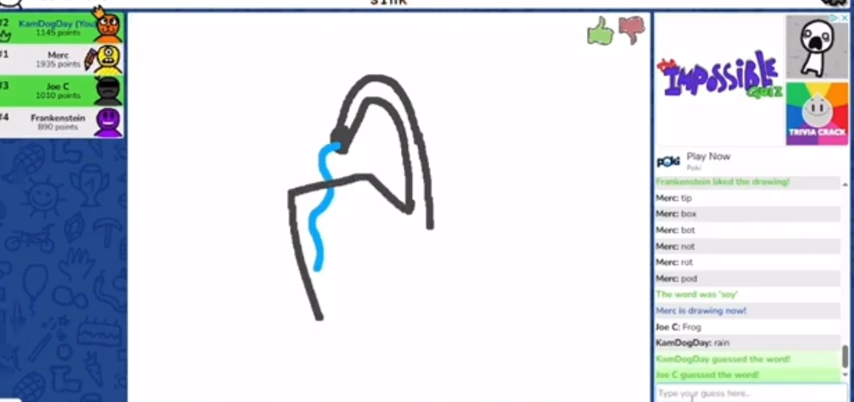 sink
#2
KamDogDay (You)
1145 points
#1
Merc
1935 points
#3
Joe C
1010 points
#4
Frankenstein
890 points
the
IMPOSSIBLE
QUIZ
TRIVIA CRACK
Poki
Play Now
Poki
Frankenstein liked the drawing!
Merc: tip
Merc: box
Merc: bot
Merc: not
Merc: rot
Merc: pod
The word was 'soy'
Merc is drawing now!
Joe C: Frog
KamDogDay: rain
KamDogDay guessed the word!
Joe C guessed the word!
Type your guess here...